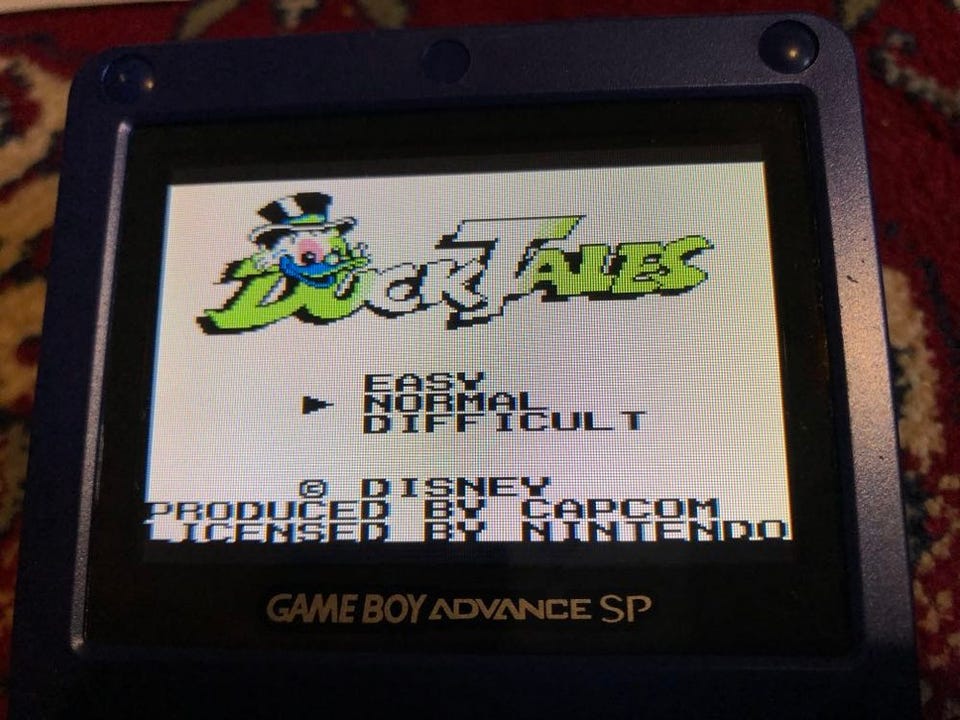 DUCKTALES
EASY
▶ NORMAL
DIFFICULT
© DISNEY
PRODUCED BY CAPCOM
LICENSED BY NINTENDO
GAME BOY ADVANCE SP